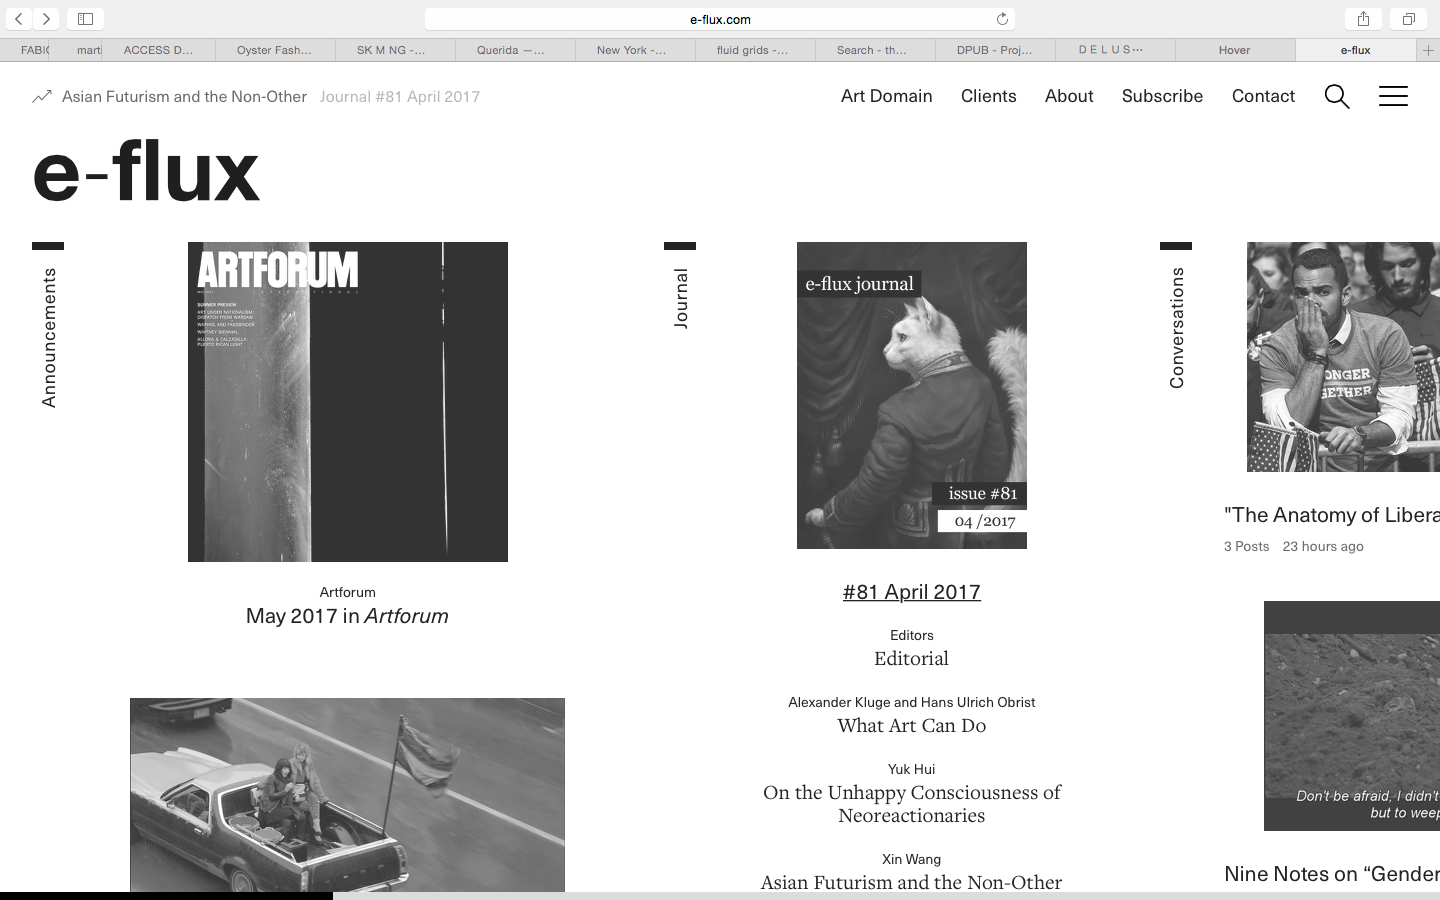 e-flux.com
FABI
mart
ACCESS D...
Oyster Fash...
SK M NG -...
Querida —...
New York -...
fluid grids -...
Search - th...
DPUB - Proj...
D E L U S ...
Hover
e-flux
Asian Futurism and the Non-Other Journal #81 April 2017
Art Domain Clients About Subscribe Contact
e-flux
Announcements
ARTFORUM
INTERNATIONAL
SUMMER PREVIEW
ART UNDER NATIONALISM:
DISPATCH FROM WARSAW
WARHOL AND FASSBINDER
WHITNEY BIENNIAL
ALLORA & CALZADILLA:
PUERTO RICAN LIGHT
Artforum
May 2017 in Artforum
Journal
e-flux journal
issue #81
04 /2017
#81 April 2017
Editors
Editorial
Alexander Kluge and Hans Ulrich Obrist
What Art Can Do
Yuk Hui
On the Unhappy Consciousness of
Neoreactionaries
Xin Wang
Asian Futurism and the Non-Other
Conversations
ONGER
GETHER
"The Anatomy of Libera
3 Posts 23 hours ago
Don't be afraid, I didn't
but to weep
Nine Notes on “Gender